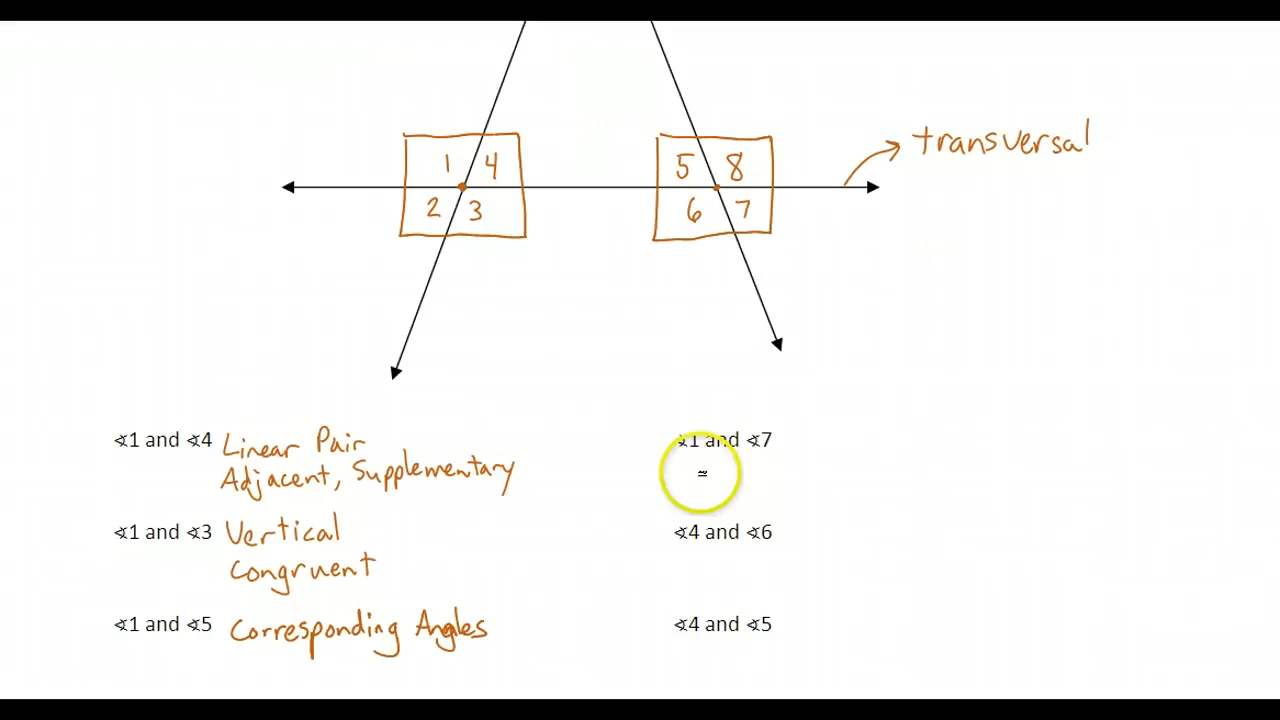 transversal
1 4
5 8
2 3
6 7
∢1 and ∢4 Linear Pair
Adjacent, Supplementary
∢1 and ∢3 Vertical
Congruent
∢1 and ∢5 Corresponding Angles
∢1 and ∢7
≅
∢4 and ∢6
∢4 and ∢5